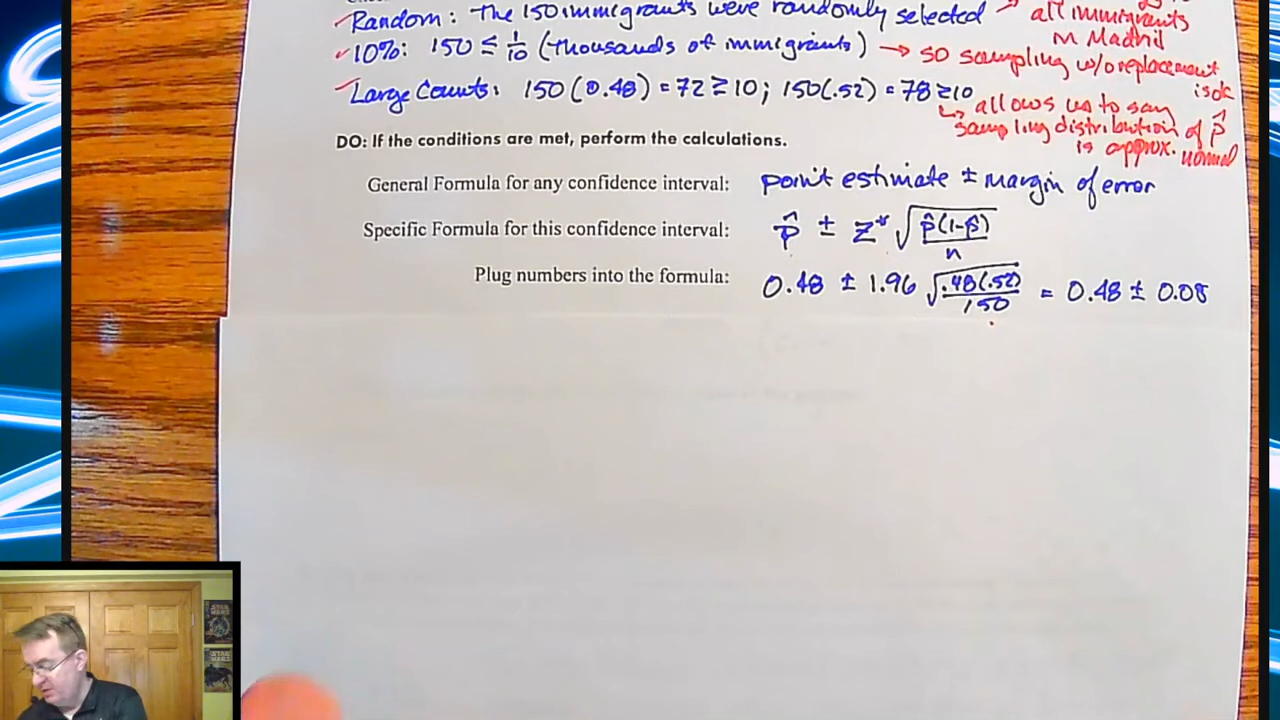 Random: The 150 immigrants were randomly selected → all immigrants in Madrid
10%: 150 ≤ 1/10 (thousands of immigrants) → so sampling w/o replacement is ok
Large Counts: 150(0.48) = 72 ≥ 10; 150(.52) = 78 ≥ 10
↳ allows us to say
sampling distribution of p̂
is approx. normal
DO: If the conditions are met, perform the calculations.
General Formula for any confidence interval: point estimate ± margin of error
Specific Formula for this confidence interval: p̂ ± z* √(p̂(1-p̂)/n)
Plug numbers into the formula: 0.48 ± 1.96 √(.48(.52)/150) = 0.48 ± 0.08
STAR WARS
STAR WARS